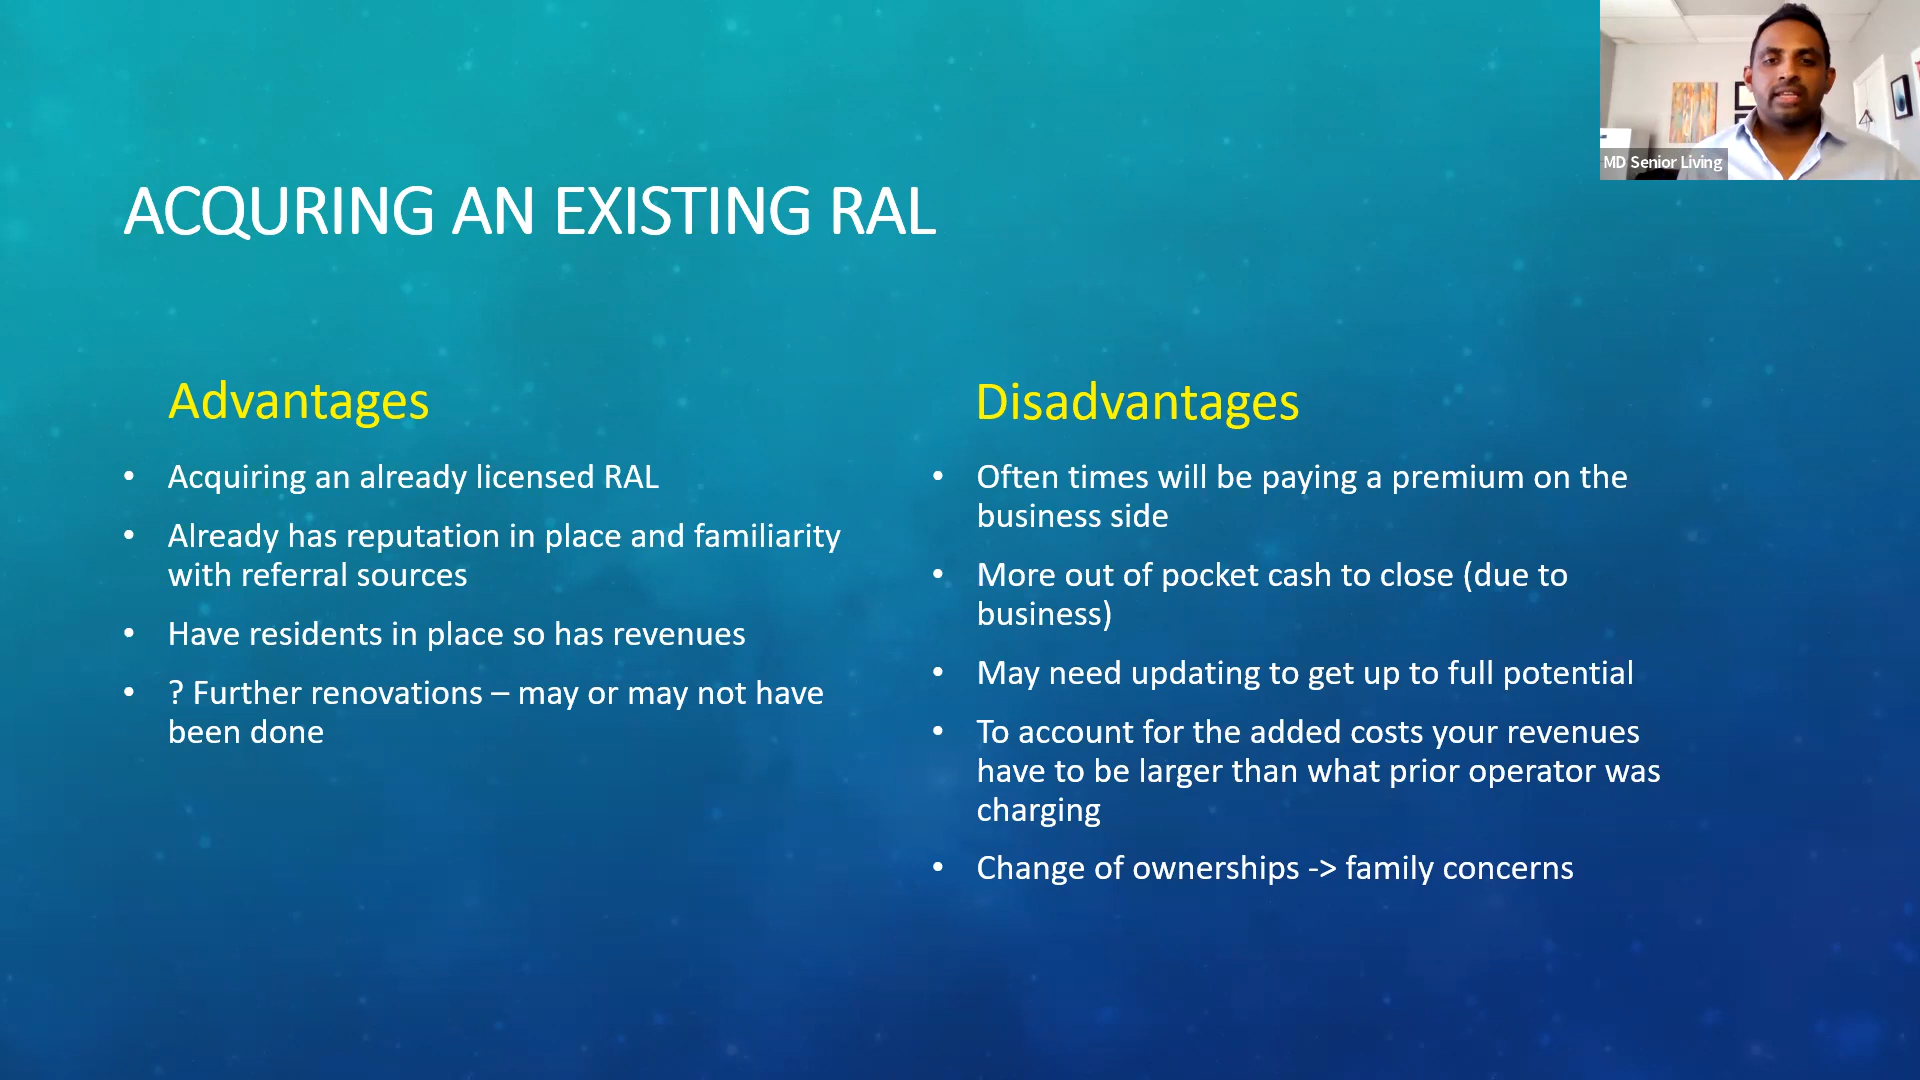 MD Senior Living
ACQURING AN EXISTING RAL
Advantages
• Acquiring an already licensed RAL
• Already has reputation in place and familiarity
with referral sources
• Have residents in place so has revenues
• ? Further renovations – may or may not have
been done
Disadvantages
• Often times will be paying a premium on the
business side
• More out of pocket cash to close (due to
business)
• May need updating to get up to full potential
• To account for the added costs your revenues
have to be larger than what prior operator was
charging
• Change of ownerships -> family concerns